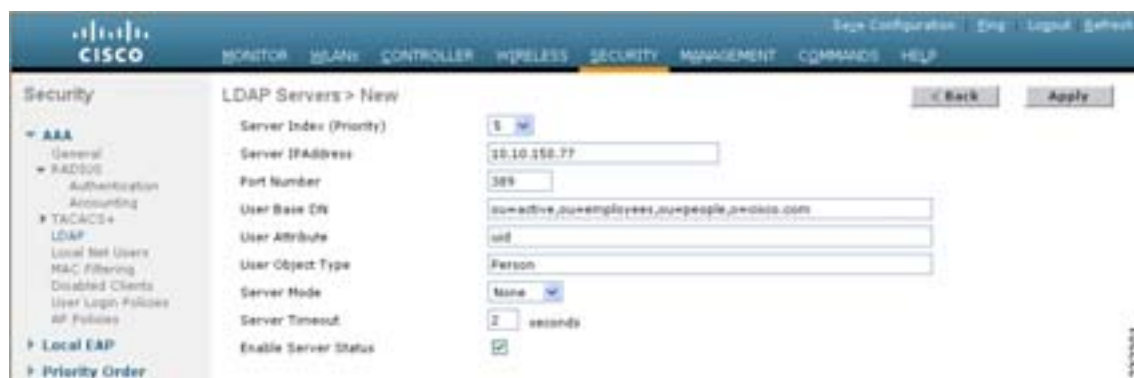 Save Configuration Ping Logout Refresh
CISCO
MONITOR WLANs CONTROLLER WIRELESS SECURITY MANAGEMENT COMMANDS HELP
Security
LDAP Servers > New
< Back
Apply
AAA
General
RADIUS
Authentication
Accounting
TACACS+
LDAP
Local Net Users
MAC Filtering
Disabled Clients
User Login Policies
AP Policies
Local EAP
Priority Order
Server Index (Priority) 5
Server IPAddress 10.10.150.77
Port Number 389
User Base DN ou=active,ou=employees,ou=people,o=cisco.com
User Attribute uid
User Object Type Person
Server Mode None
Server Timeout 2 seconds
Enable Server Status